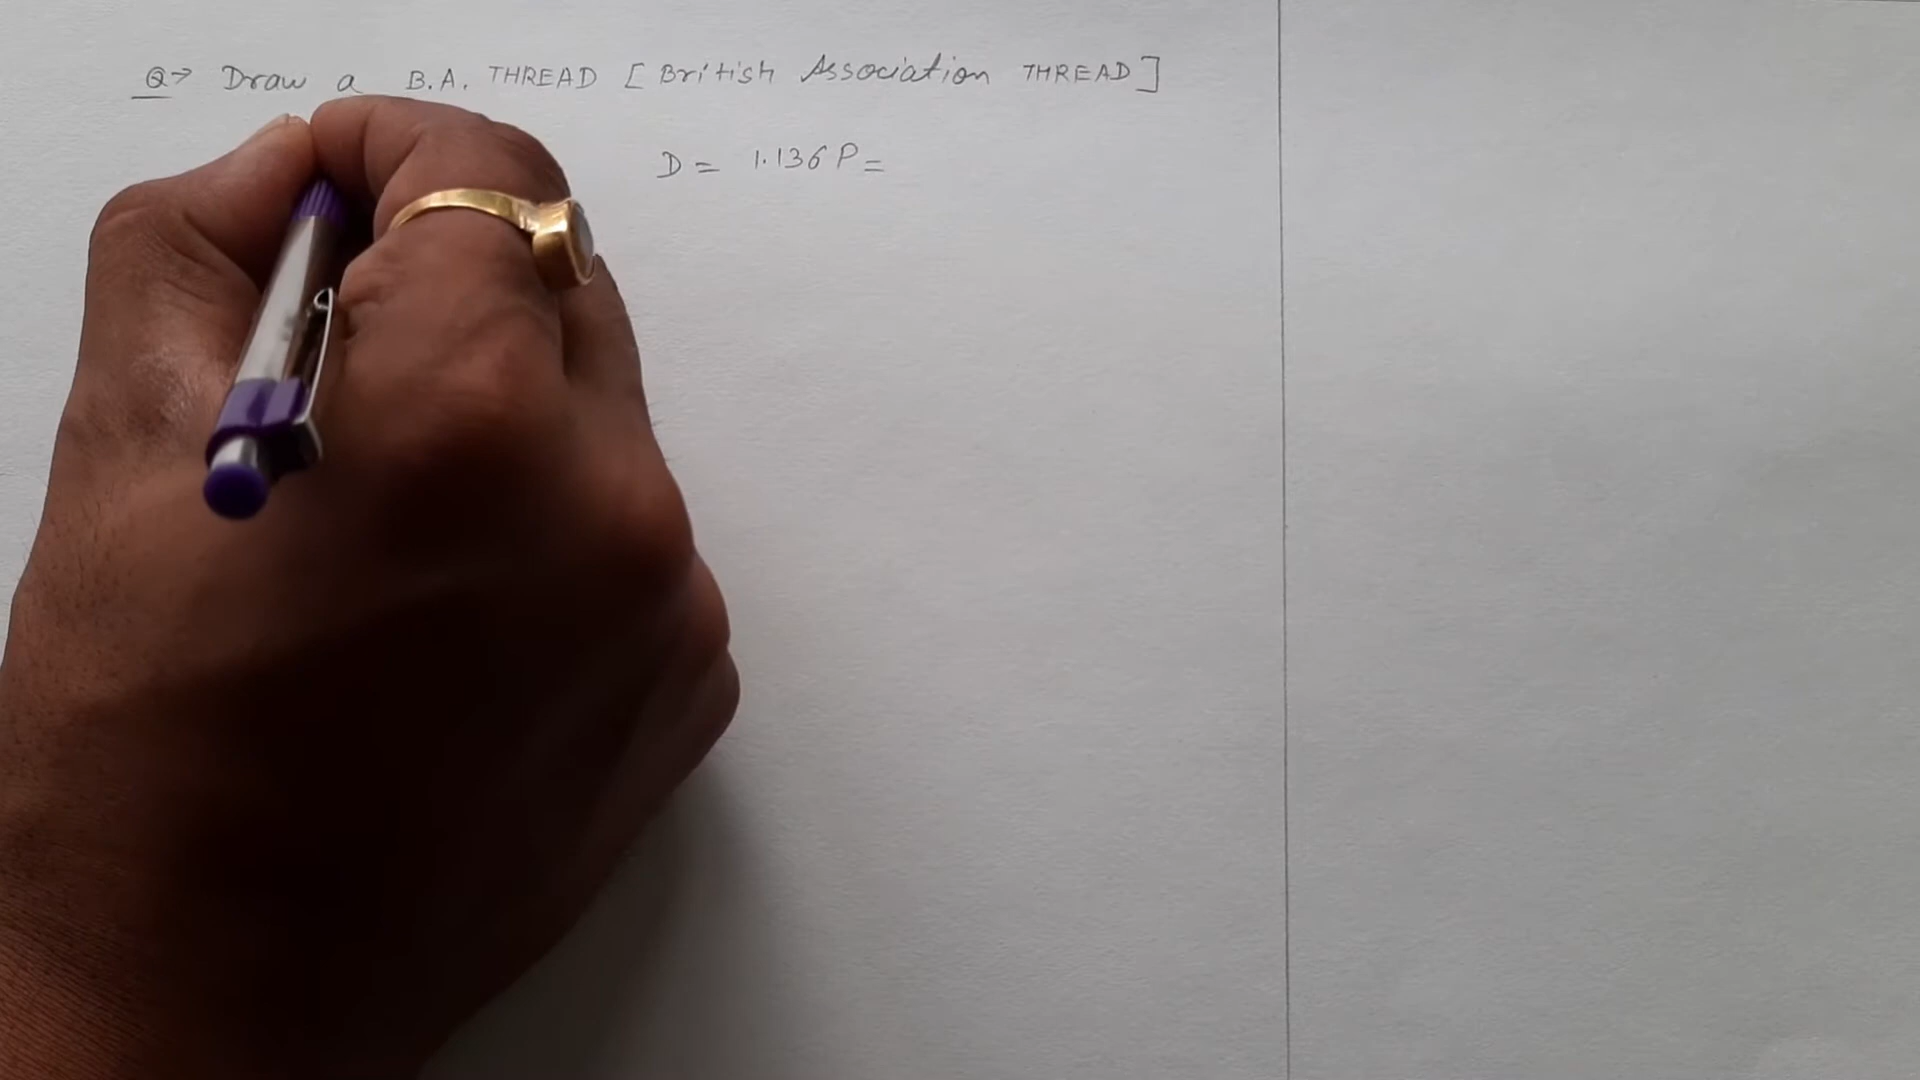 Q→ Draw a B.A. THREAD [British Association THREAD]
D = 1.136 P =